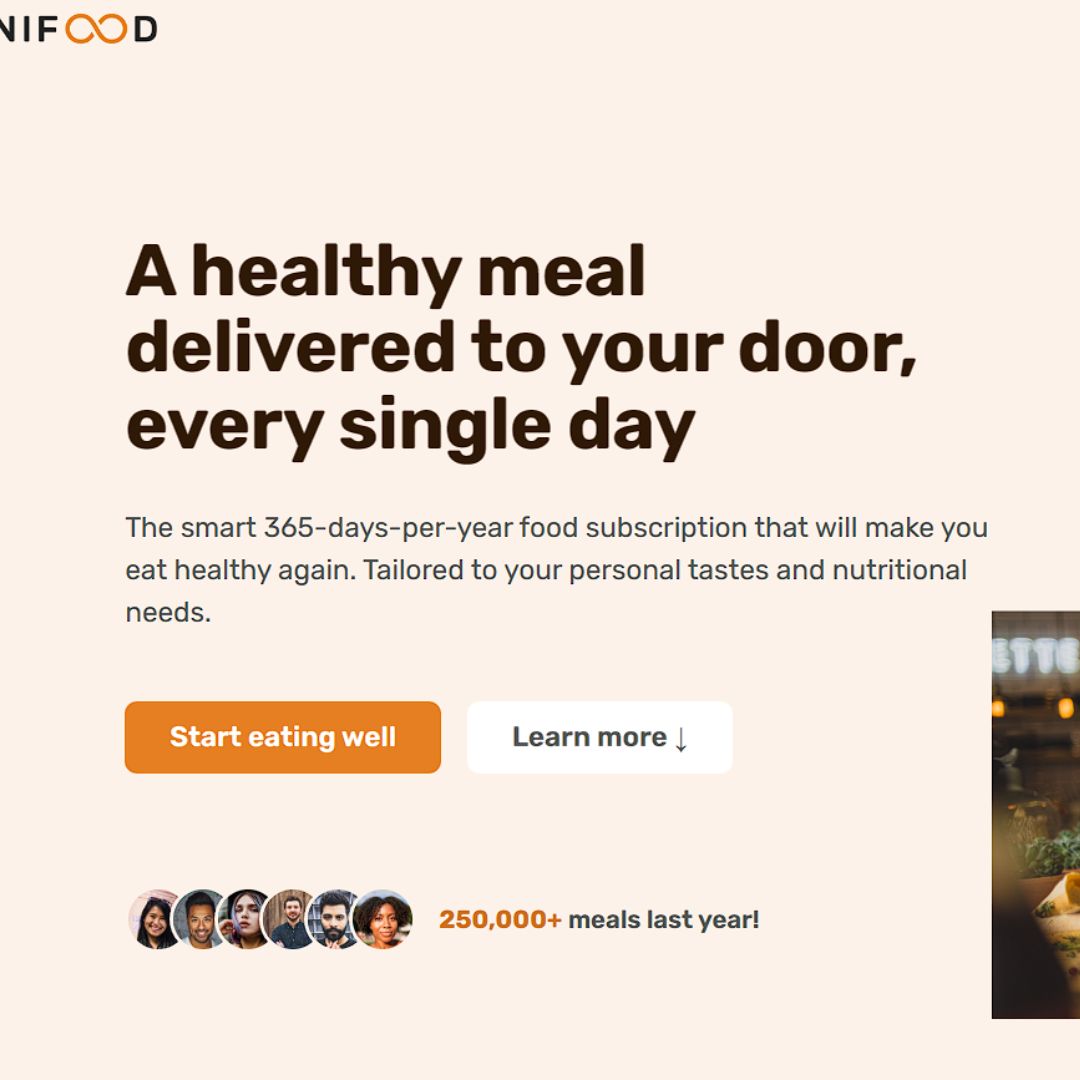 NIFOOD
A healthy meal
delivered to your door,
every single day
The smart 365-days-per-year food subscription that will make you
eat healthy again. Tailored to your personal tastes and nutritional
needs.
ETTE
Start eating well
Learn more ↓
250,000+ meals last year!